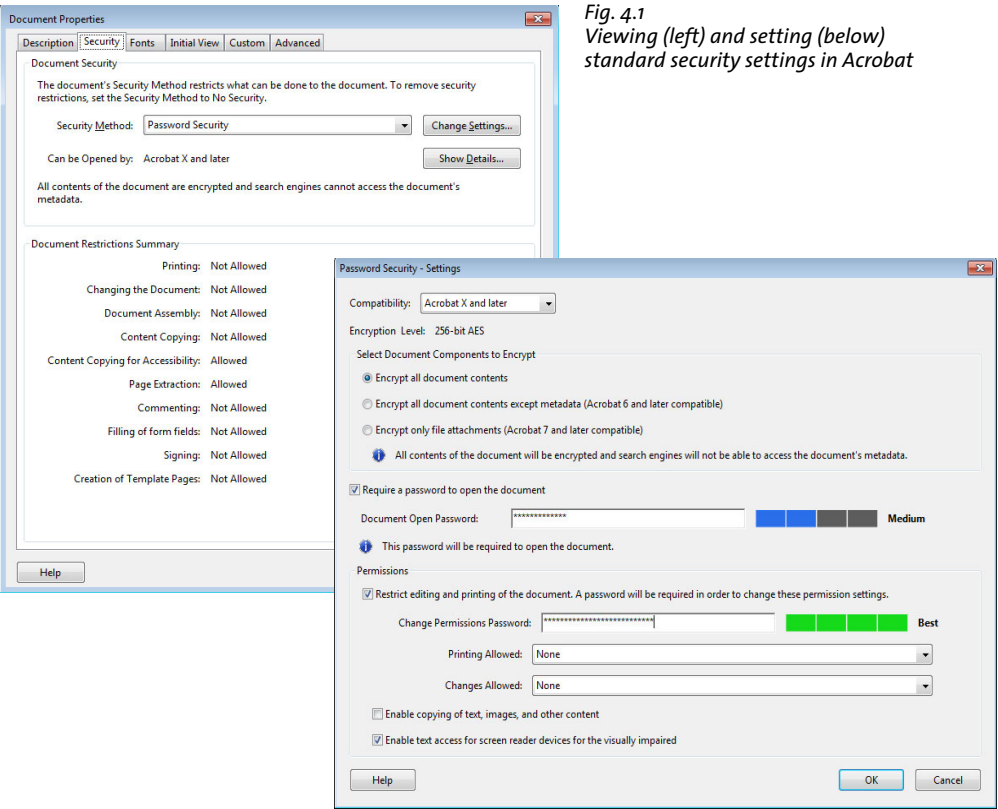 Fig. 4.1
Viewing (left) and setting (below)
standard security settings in Acrobat
Document Properties
Description Security Fonts Initial View Custom Advanced
Document Security
The document's Security Method restricts what can be done to the document. To remove security
restrictions, set the Security Method to No Security.
Security Method: Password Security Change Settings...
Can be Opened by: Acrobat X and later Show Details...
All contents of the document are encrypted and search engines cannot access the document's
metadata.
Document Restrictions Summary
Printing: Not Allowed
Changing the Document: Not Allowed
Document Assembly: Not Allowed
Content Copying: Not Allowed
Content Copying for Accessibility: Allowed
Page Extraction: Allowed
Commenting: Not Allowed
Filling of form fields: Not Allowed
Signing: Not Allowed
Creation of Template Pages: Not Allowed
Help
Password Security - Settings
Compatibility: Acrobat X and later
Encryption Level: 256-bit AES
Select Document Components to Encrypt
Encrypt all document contents
Encrypt all document contents except metadata (Acrobat 6 and later compatible)
Encrypt only file attachments (Acrobat 7 and later compatible)
All contents of the document will be encrypted and search engines will not be able to access the document's metadata.
Require a password to open the document
Document Open Password: ************* Medium
This password will be required to open the document.
Permissions
Restrict editing and printing of the document. A password will be required in order to change these permission settings.
Change Permissions Password: *************************** Best
Printing Allowed: None
Changes Allowed: None
Enable copying of text, images, and other content
Enable text access for screen reader devices for the visually impaired
Help OK Cancel